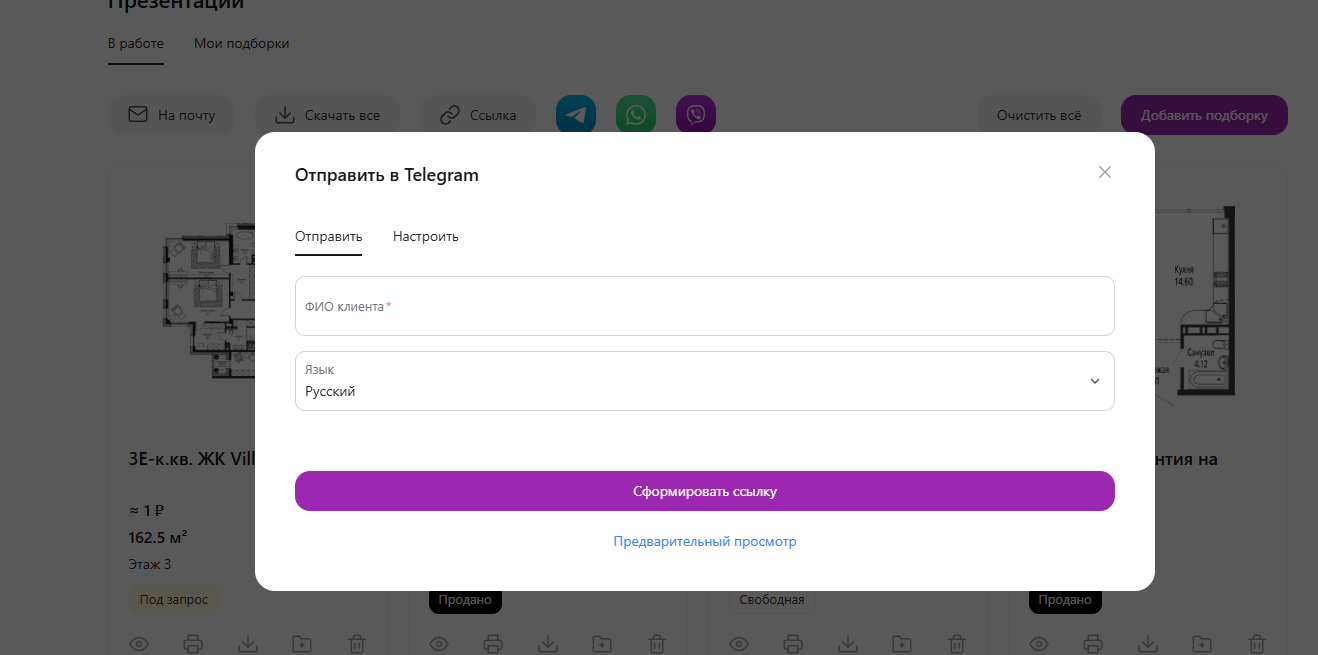 Презентации
В работе Мои подборки
На почту Скачать все Ссылка Очистить всё Добавить подборку
Отправить в Telegram
Отправить Настроить
ФИО клиента*
Язык
Русский
Кухня
14.60
Санузел
4.12
3Е-к.кв. ЖК Vill
нтия на
≈ 1 ₽
162.5 м²
Этаж 3
Сформировать ссылку
Предварительный просмотр
Под запрос Продано Свободная Продано